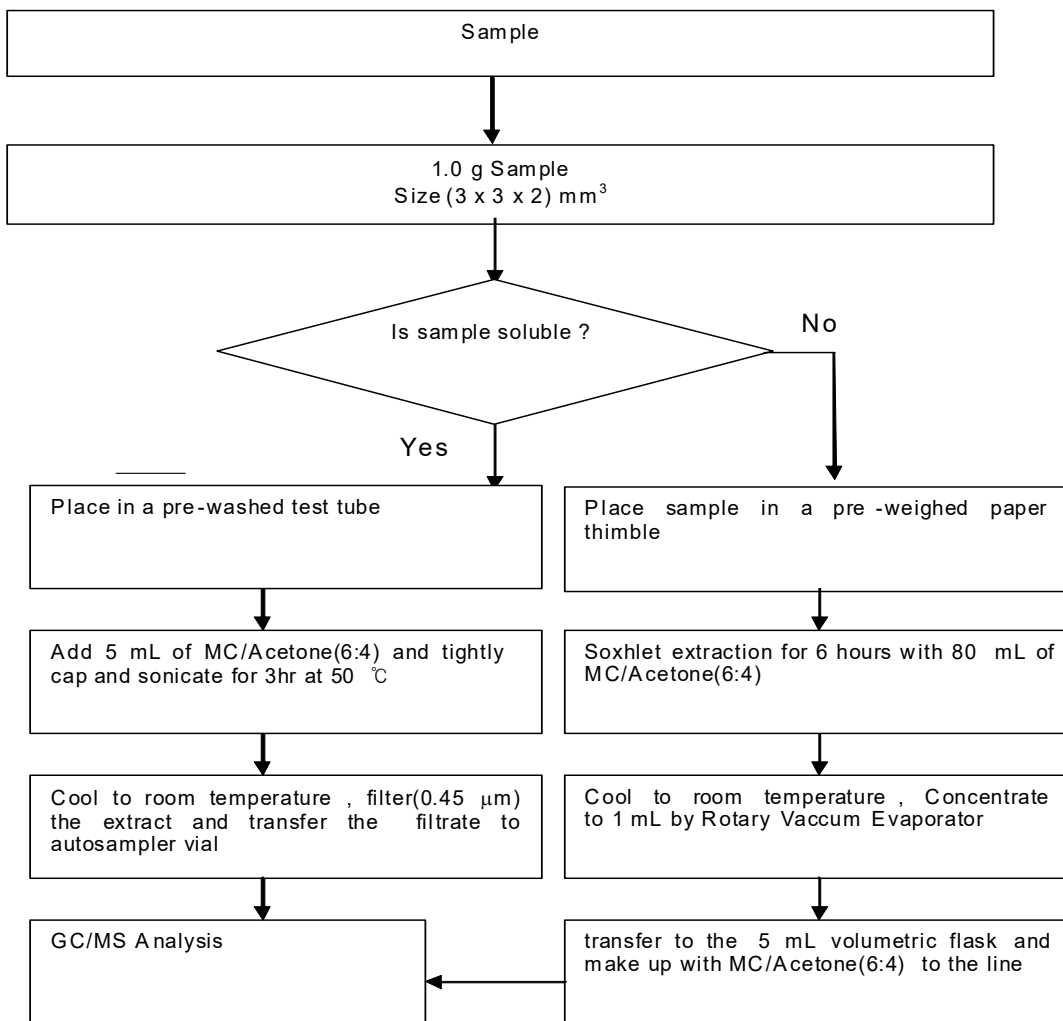 Sample
1.0 g Sample
Size (3 x 3 x 2) mm³
Is sample soluble ?
No
Yes
Place in a pre-washed test tube
Place sample in a pre-weighed paper
thimble
Add 5 mL of MC/Acetone(6:4) and tightly
cap and sonicate for 3hr at 50 ℃
Soxhlet extraction for 6 hours with 80 mL of
MC/Acetone(6:4)
Cool to room temperature , filter(0.45 μm)
the extract and transfer the filtrate to
autosampler vial
Cool to room temperature , Concentrate
to 1 mL by Rotary Vaccum Evaporator
GC/MS Analysis
transfer to the 5 mL volumetric flask and
make up with MC/Acetone(6:4) to the line